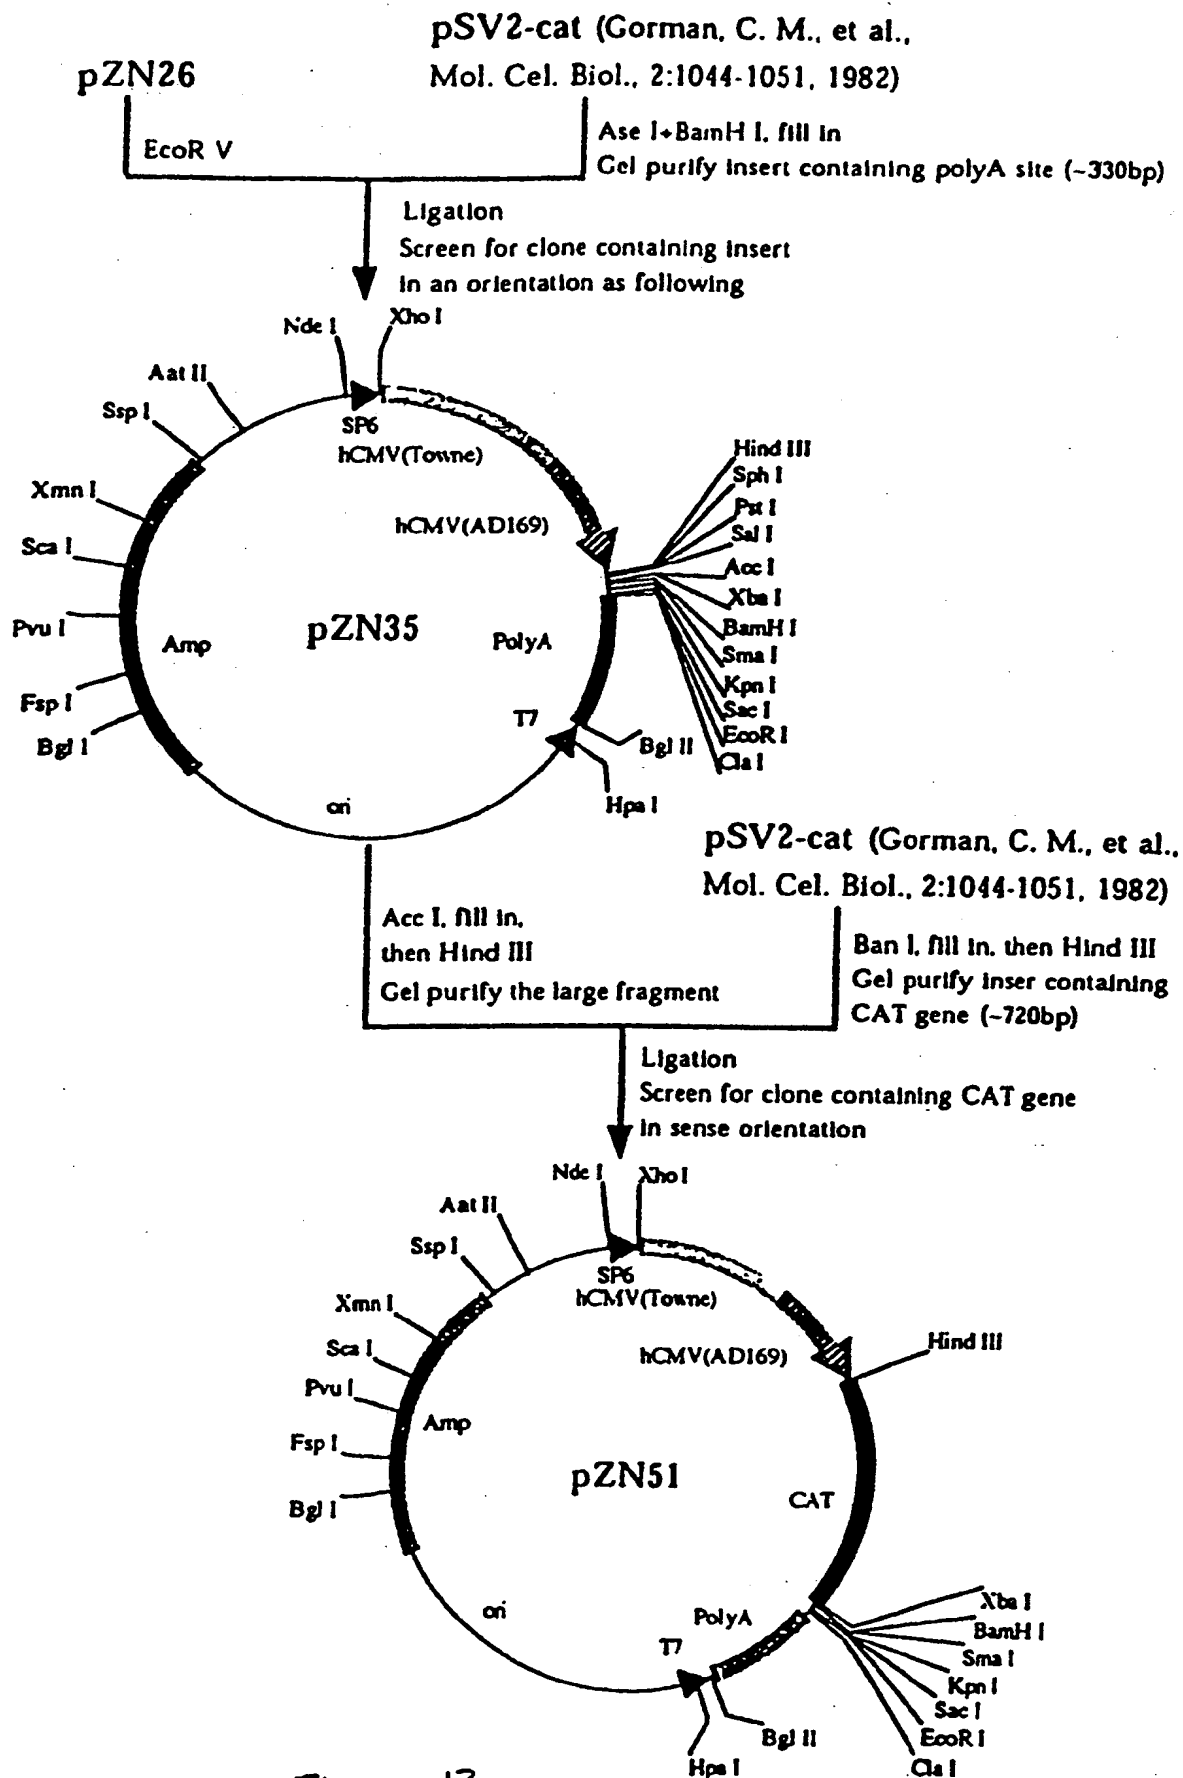 pSV2-cat (Gorman, C. M., et al.,
Mol. Cel. Biol., 2:1044-1051, 1982)
pZN26
EcoR V
Ase I+BamH I, fill in
Gel purify insert containing polyA site (~330bp)
Ligation
Screen for clone containing insert
in an orientation as following
Nde I
Xho I
Aat II
Ssp I
Xmn I
Sca I
Pvu I
Fsp I
Bgl I
SP6
hCMV(Towne)
hCMV(AD169)
Hind III
Sph I
Pst I
Sal I
Acc I
Xba I
BamH I
Sma I
Kpn I
Sac I
EcoR I
Cla I
pZN35
Amp
PolyA
T7
Bgl II
Hpa I
ori
pSV2-cat (Gorman, C. M., et al.,
Mol. Cel. Biol., 2:1044-1051, 1982)
Acc I, fill in,
then Hind III
Gel purify the large fragment
Ban I, fill in, then Hind III
Gel purify inser containing
CAT gene (~720bp)
Ligation
Screen for clone containing CAT gene
in sense orientation
Nde I
Xho I
Aat II
Ssp I
Xmn I
Sca I
Pvu I
Fsp I
Bgl I
SP6
hCMV(Towne)
hCMV(AD169)
Hind III
Amp
pZN51
CAT
ori
PolyA
T7
Xba I
BamH I
Sma I
Kpn I
Sac I
EcoR I
Cla I
Bgl II
Hpa I